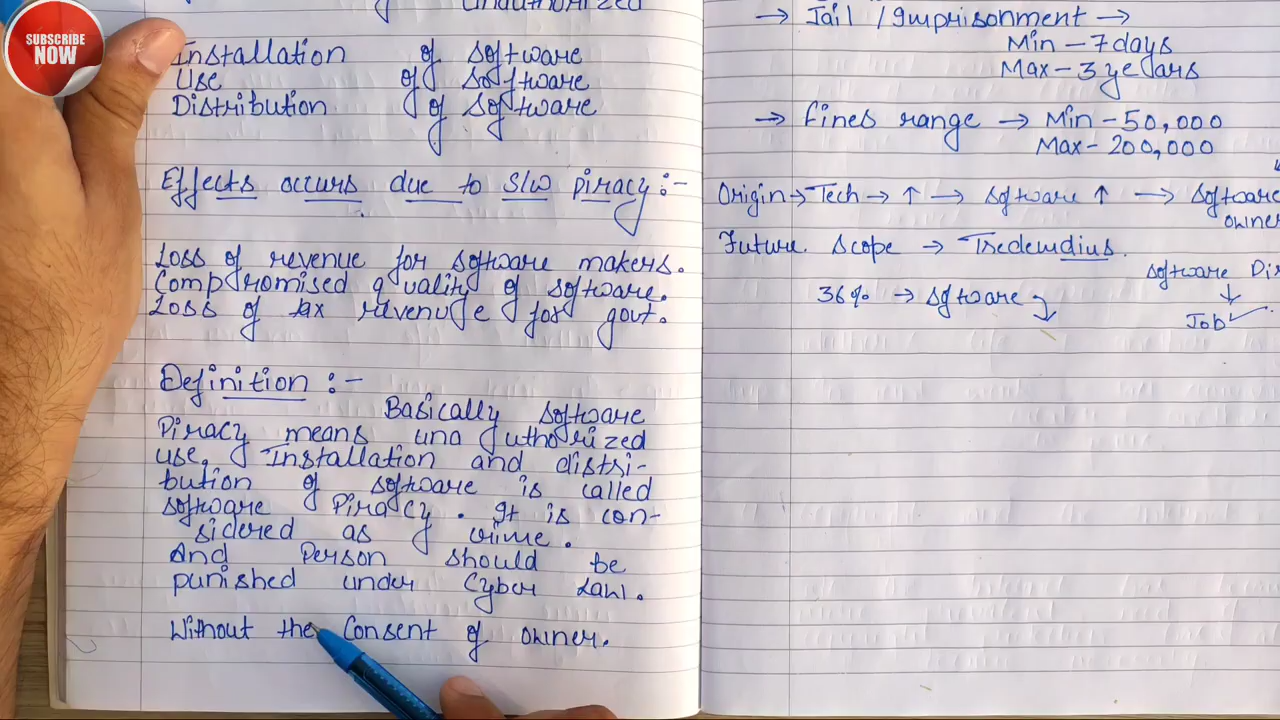 SUBSCRIBE
NOW
Unauthorized
Installation of software
Use of software
Distribution of software
Effects occurs due to S/W Piracy :-
Loss of revenue for software makers.
Compromised quality of software.
Loss of tax revenue for govt.
Definition :-
Basically software
Piracy means unauthorized
use, Installation and distri-
bution of software is called
software Piracy. It is con-
sidered as crime.
And Person should be
punished under Cyber Law.
Without the Consent of owner.
→ Jail / Imprisonment →
Min - 7 days
Max - 3 years
→ fines range → Min - 50,000
Max - 200,000
Origin → Tech → ↑ → software ↑ → software
owner
Future Scope →
software Dis
36% → software
Job